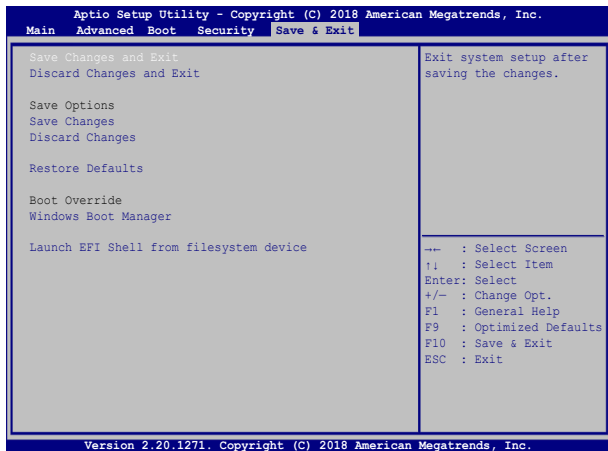 Aptio Setup Utility - Copyright (C) 2018 American Megatrends, Inc.
Main Advanced Boot Security Save & Exit
Save Changes and Exit
Discard Changes and Exit
Save Options
Save Changes
Discard Changes
Restore Defaults
Boot Override
Windows Boot Manager
Launch EFI Shell from filesystem device
Exit system setup after
saving the changes.
→← : Select Screen
↑↓ : Select Item
Enter: Select
+/— : Change Opt.
F1 : General Help
F9 : Optimized Defaults
F10 : Save & Exit
ESC : Exit
Version 2.20.1271. Copyright (C) 2018 American Megatrends, Inc.